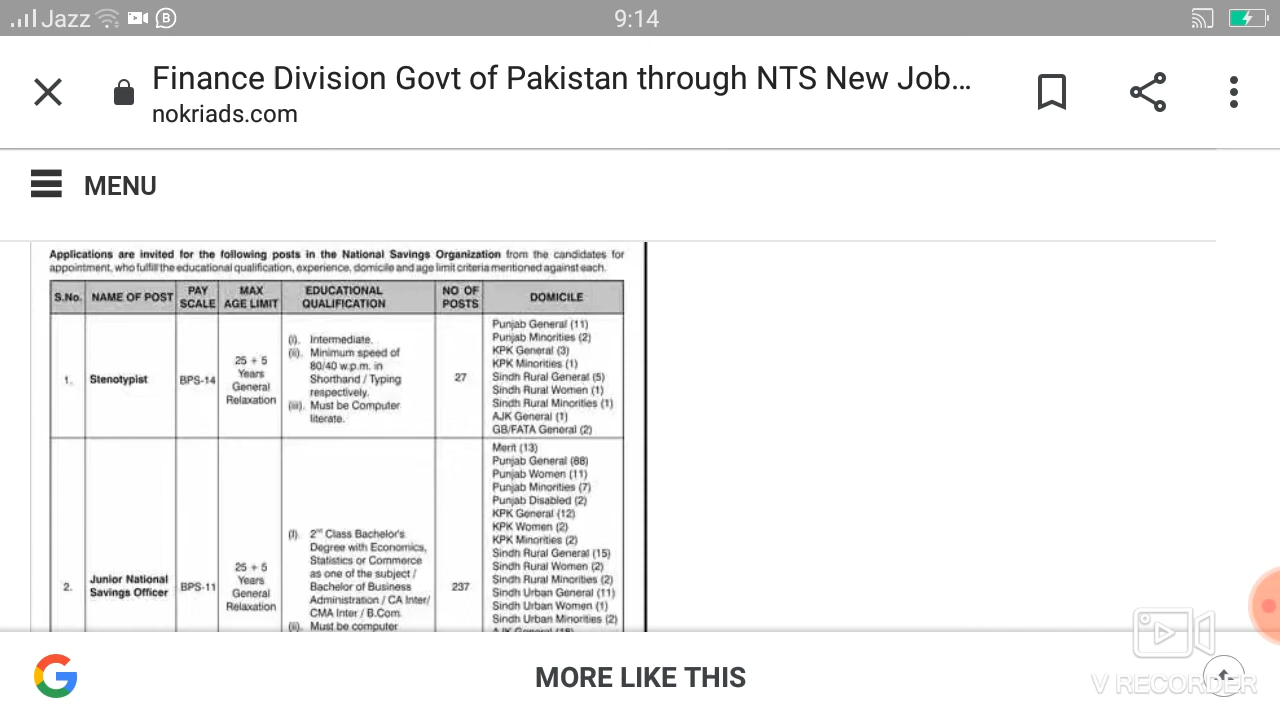 Jazz B 9:14
Finance Division Govt of Pakistan through NTS New Job...
nokriads.com
MENU
Applications are invited for the following posts in the National Savings Organization from the candidates for
appointment, who fulfill the educational qualification, experience, domicile and age limit criteria mentioned against each.
S.No. NAME OF POST PAY SCALE MAX AGE LIMIT EDUCATIONAL QUALIFICATION NO OF POSTS DOMICILE
1. Stenotypist BPS-14
25 + 5
Years
General
Relaxation
(i). Intermediate.
(ii). Minimum speed of
80/40 w.p.m. in
Shorthand / Typing
respectively.
(iii). Must be Computer
literate.
27
Punjab General (11)
Punjab Minorities (2)
KPK General (3)
KPK Minorities (1)
Sindh Rural General (5)
Sindh Rural Women (1)
Sindh Rural Minorities (1)
AJK General (1)
GB/FATA General (2)
2. Junior National
Savings Officer
BPS-11
25 + 5
Years
General
Relaxation
(i). 2nd Class Bachelor's
Degree with Economics,
Statistics or Commerce
as one of the subject /
Bachelor of Business
Administration / CA Inter/
CMA Inter / B.Com.
(ii). Must be computer
237
Merit (13)
Punjab General (88)
Punjab Women (11)
Punjab Minorities (7)
Punjab Disabled (2)
KPK General (12)
KPK Women (2)
KPK Minorities (2)
Sindh Rural General (15)
Sindh Rural Women (2)
Sindh Rural Minorities (2)
Sindh Urban General (11)
Sindh Urban Women (1)
Sindh Urban Minorities (2)
MORE LIKE THIS
V RECORDER